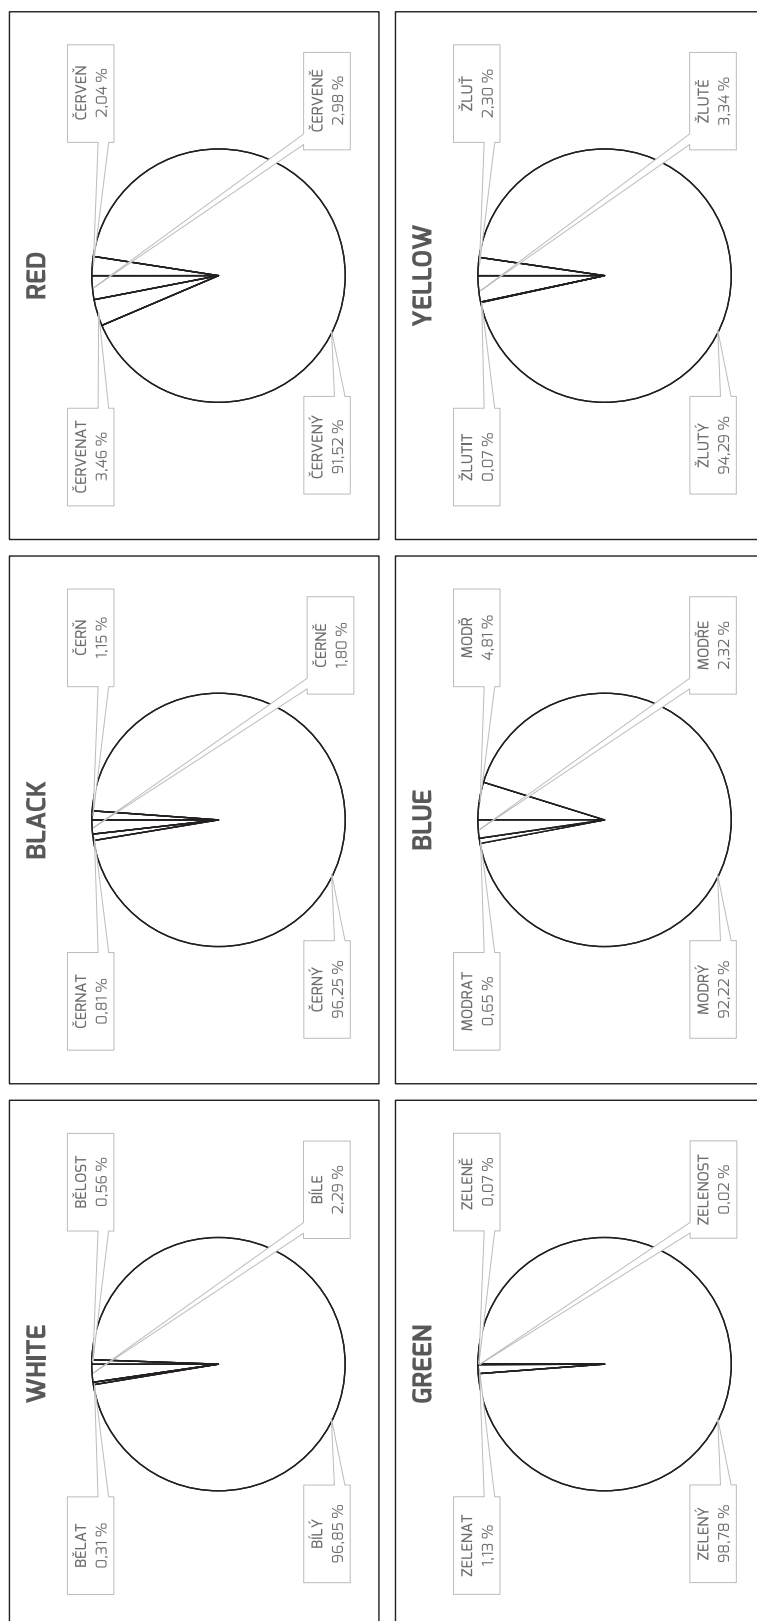 WHITE
BĚLAT
0,31 %
BĚLOST
0,56 %
BÍLÝ
96,85 %
BÍLE
2,29 %
BLACK
ČERNAT
0,81 %
ČERŇ
1,15 %
ČERNÝ
96,25 %
ČERNĚ
1,80 %
RED
ČERVENAT
3,46 %
ČERVEŇ
2,04 %
ČERVENÝ
91,52 %
ČERVENĚ
2,98 %
GREEN
ZELENAT
1,13 %
ZELENĚ
0,07 %
ZELENÝ
98,78 %
ZELENOST
0,02 %
BLUE
MODRAT
0,65 %
MODŘ
4,81 %
MODRÝ
92,22 %
MODŘE
2,32 %
YELLOW
ŽLUTIT
0,07 %
ŽLUŤ
2,30 %
ŽLUTÝ
94,29 %
ŽLUTĚ
3,34 %